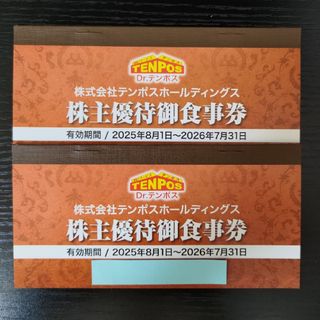 TENPOS
Dr.テンポス
株式会社テンポスホールディングス
株主優待御食事券
有効期間 / 2025年8月1日〜2026年7月31日
TENPOS
Dr.テンポス
株式会社テンポスホールディングス
株主優待御食事券
有効期間 / 2025年8月1日〜2026年7月31日